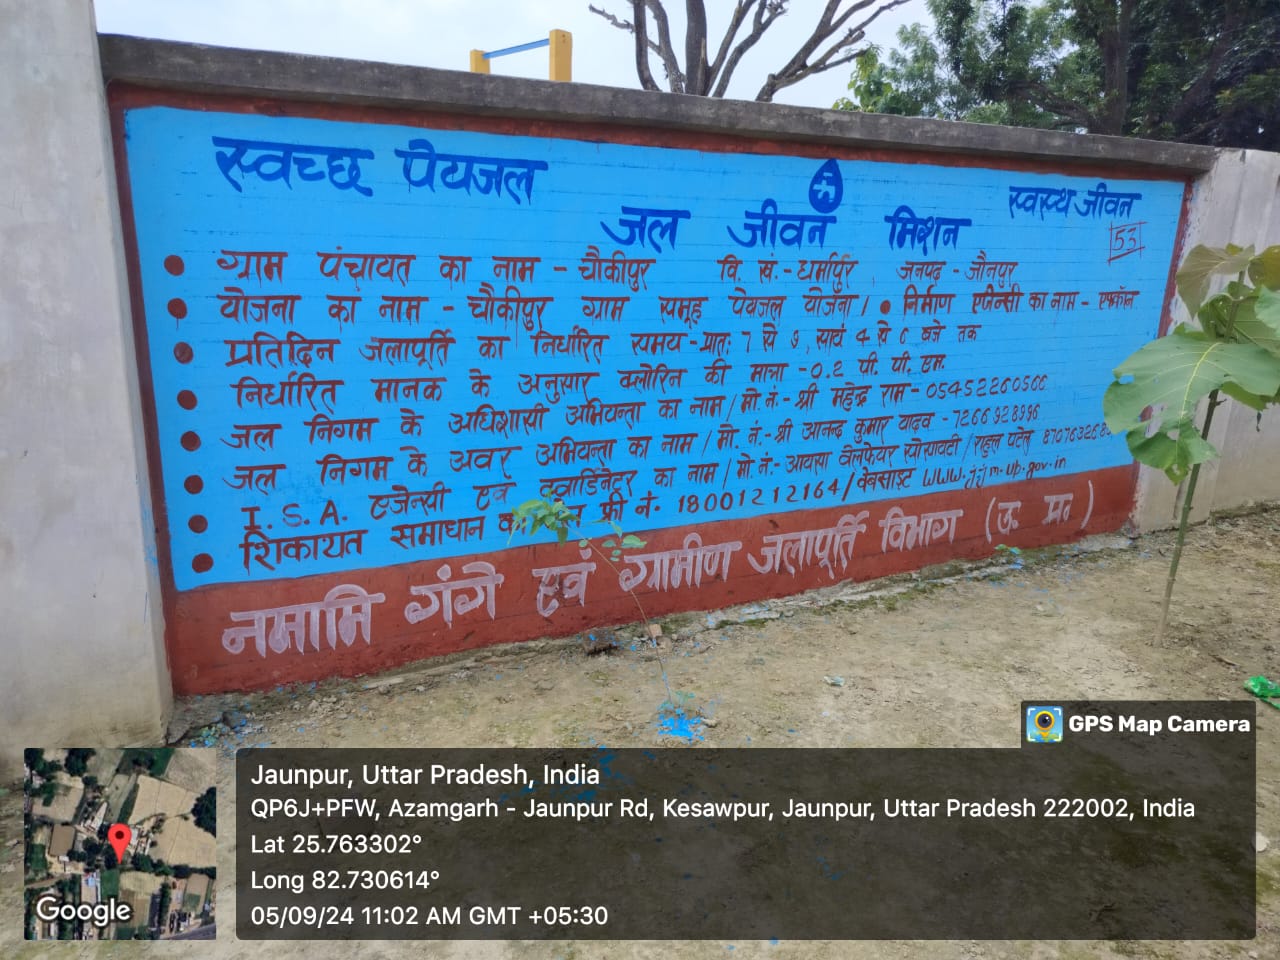 स्वच्छ पेयजल
स्वस्थ जीवन
जल जीवन मिशन
53
• ग्राम पंचायत का नाम - चौकीपुर वि. खं.- धर्मापुर, जनपद - जौनपुर
• योजना का नाम - चौकीपुर ग्राम समूह पेयजल योजना / • निर्माण एजेन्सी का नाम - एफकॉन
• प्रतिदिन जलापूर्ति का निर्धारित समय - प्रातः 7 से 9, सायं 4 से 6 बजे तक
• निर्धारित मानक के अनुसार क्लोरिन की मात्रा - 0.2 पी. पी. एम.
• जल निगम के अधिशासी अभियन्ता का नाम / मो. नं.- श्री महेन्द्र राम - 05452260566
• जल निगम के अवर अभियन्ता का नाम / मो. नं.- श्री आनन्द कुमार यादव - 7266928996
• I. S. A. एजेन्सी एवं का नाम / मो. नं.- वेलफेयर सोसायटी / राहुल पटेल
• शिकायत समाधान का फ्री नं. 18001212164 / वेबसाइट www.jjm.up.gov.in
नमामि गंगे एवं ग्रामीण जलापूर्ति विभाग (उ. प्र.)
GPS Map Camera
Jaunpur, Uttar Pradesh, India
QP6J+PFW, Azamgarh - Jaunpur Rd, Kesawpur, Jaunpur, Uttar Pradesh 222002, India
Lat 25.763302°
Long 82.730614°
05/09/24 11:02 AM GMT +05:30
Google